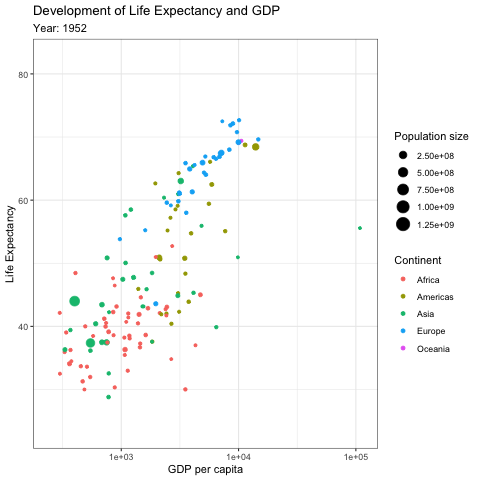 Development of Life Expectancy and GDP
Year: 1952
80
60
40
Life Expectancy
1e+03
1e+04
1e+05
GDP per capita
Population size
2.50e+08
5.00e+08
7.50e+08
1.00e+09
1.25e+09
Continent
Africa
Americas
Asia
Europe
Oceania